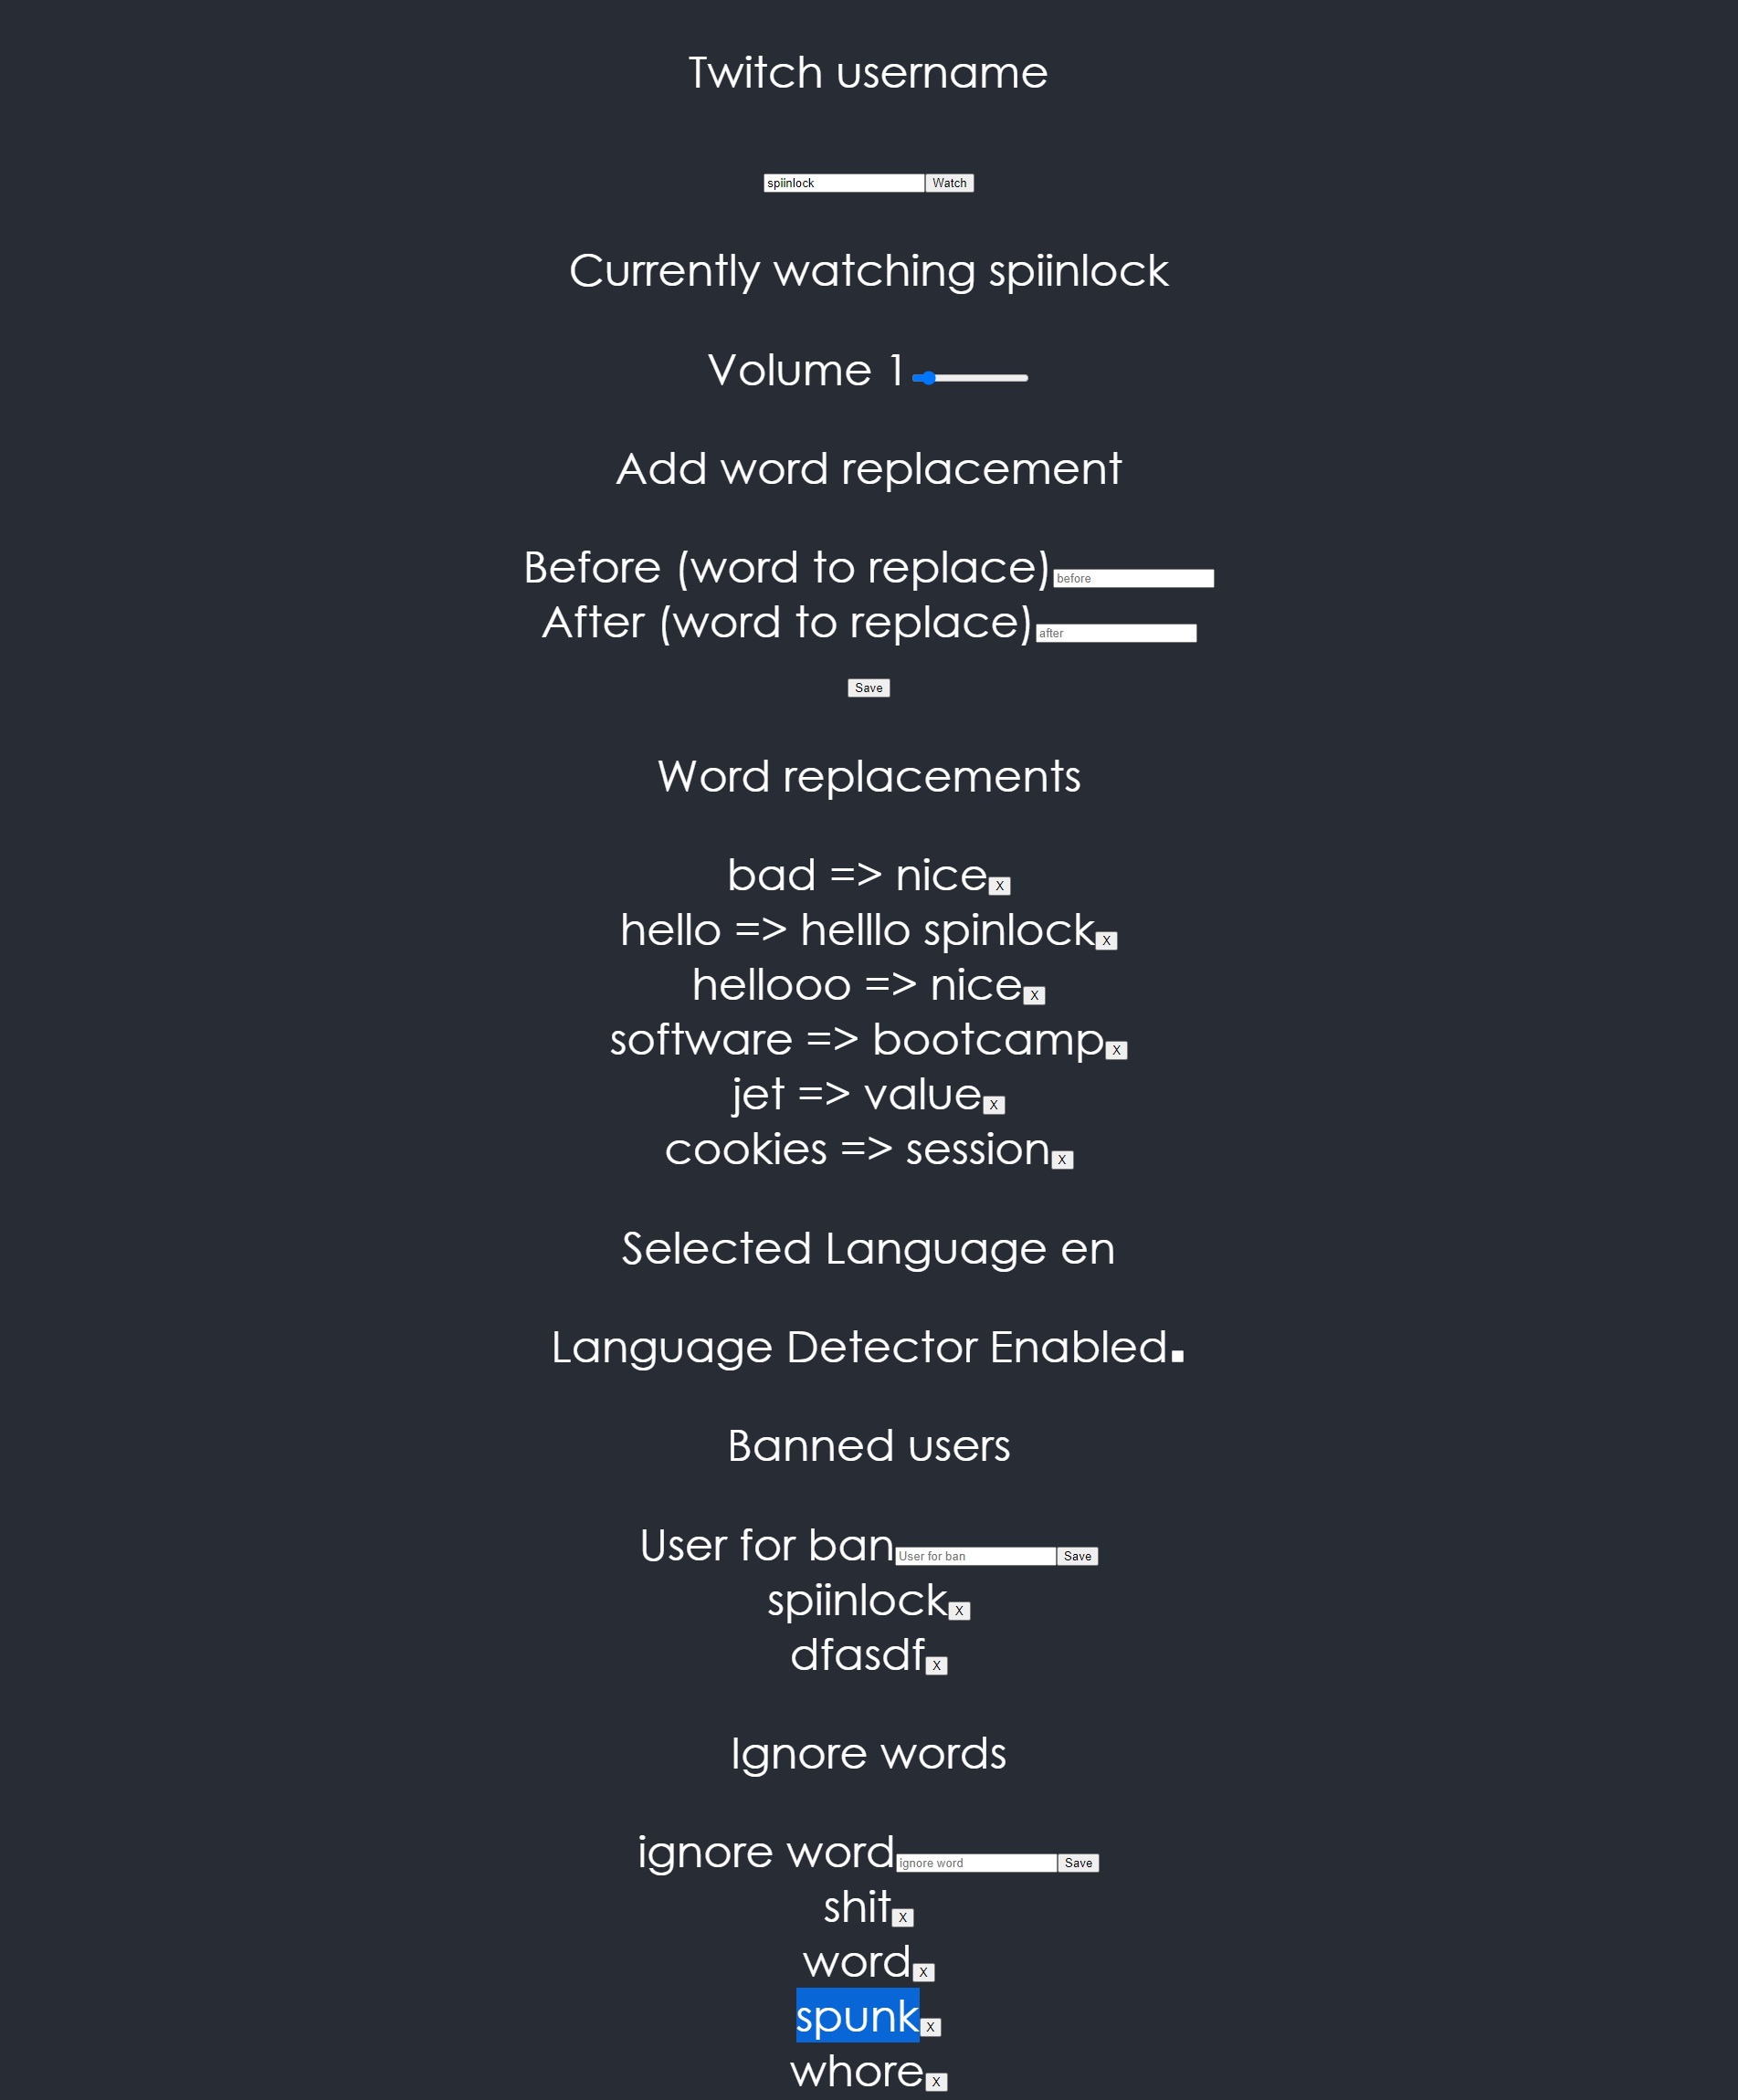 Twitch username
spiinlock Watch
Currently watching spiinlock
Volume 1
Add word replacement
Before (word to replace) before
After (word to replace) after
Save
Word replacements
bad => nice X
hello => helllo spinlock X
hellooo => nice X
software => bootcamp X
jet => value X
cookies => session X
Selected Language en
Language Detector Enabled
Banned users
User for ban User for ban Save
spiinlock X
dfasdf X
Ignore words
ignore word ignore word Save
shit X
word X
spunk X
whore X